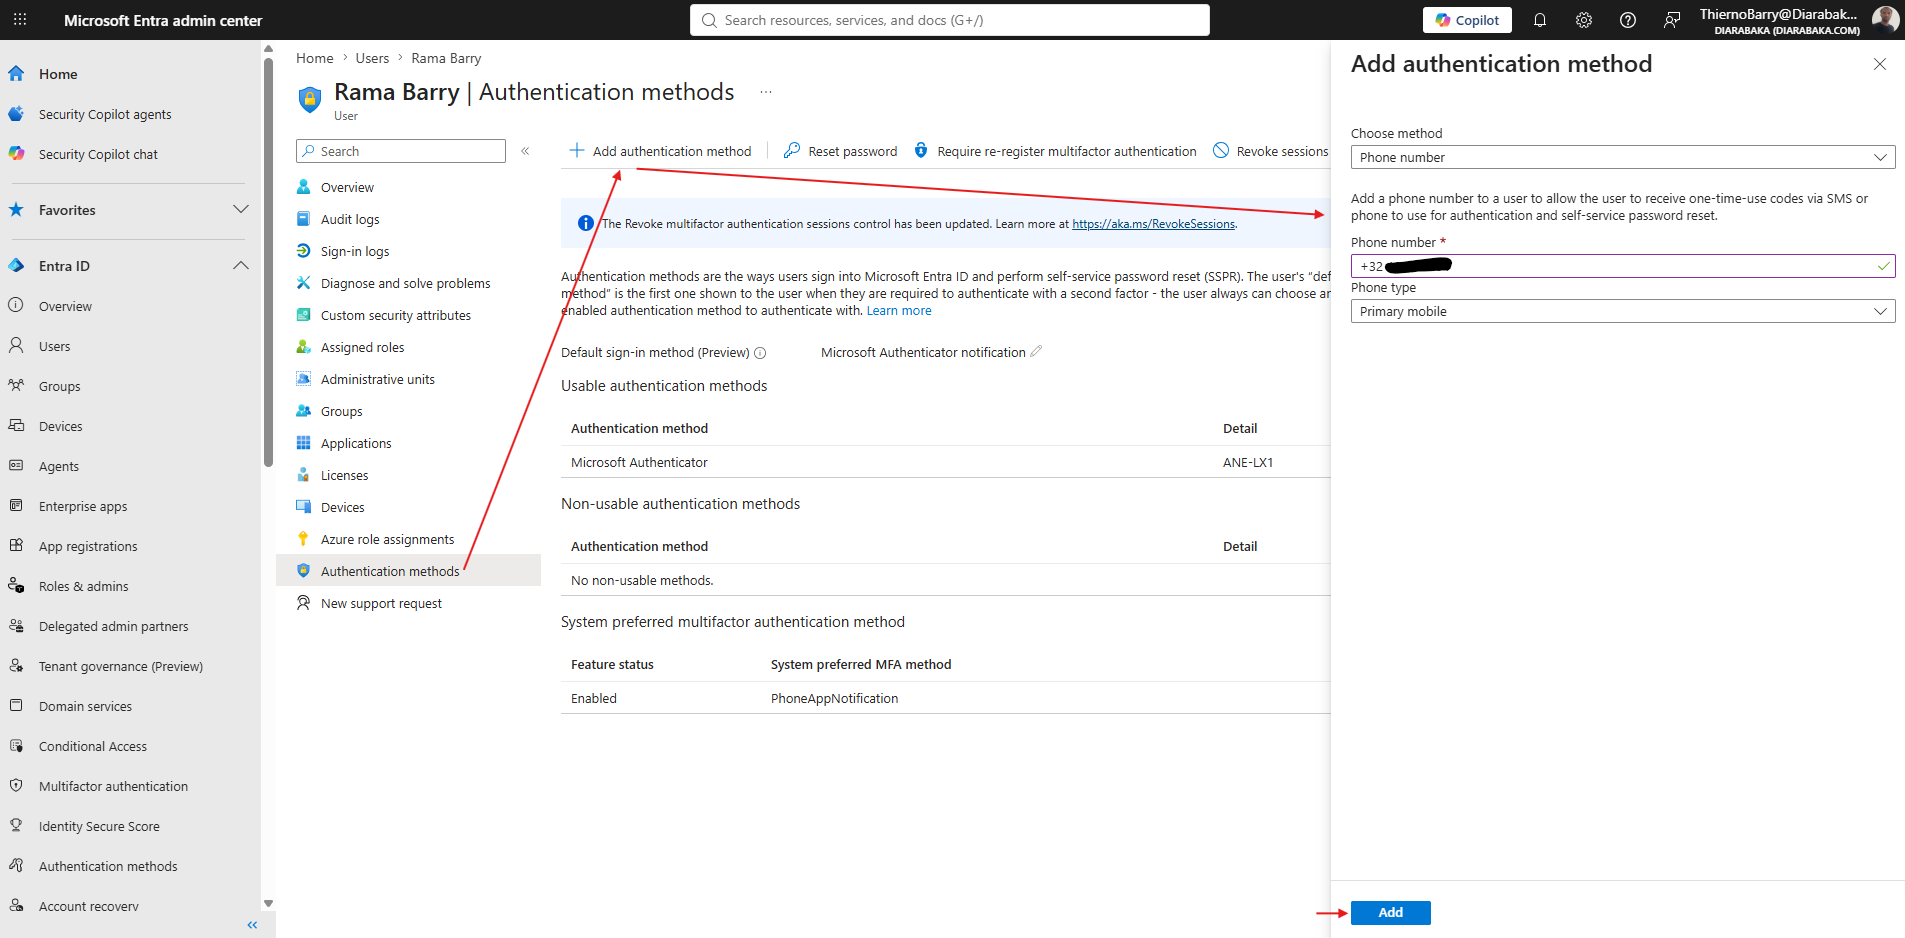 Microsoft Entra admin center
Search resources, services, and docs (G+/)
Copilot
ThiernoBarry@Diarabak...
DIARABAKA (DIARABAKA.COM)
Home
Security Copilot agents
Security Copilot chat
Favorites
Entra ID
Overview
Users
Groups
Devices
Agents
Enterprise apps
App registrations
Roles & admins
Delegated admin partners
Tenant governance (Preview)
Domain services
Conditional Access
Multifactor authentication
Identity Secure Score
Authentication methods
Account recovery
«
Home > Users > Rama Barry
Rama Barry | Authentication methods ...
User
Search «
Overview
Audit logs
Sign-in logs
Diagnose and solve problems
Custom security attributes
Assigned roles
Administrative units
Groups
Applications
Licenses
Devices
Azure role assignments
Authentication methods
New support request
Add authentication method | Reset password Require re-register multifactor authentication Revoke sessions
The Revoke multifactor authentication sessions control has been updated. Learn more at https://aka.ms/RevokeSessions.
Authentication methods are the ways users sign into Microsoft Entra ID and perform self-service password reset (SSPR). The user's "def
method" is the first one shown to the user when they are required to authenticate with a second factor - the user always can choose ar
enabled authentication method to authenticate with. Learn more
Default sign-in method (Preview) Microsoft Authenticator notification
Usable authentication methods
Authentication method Detail
Microsoft Authenticator ANE-LX1
Non-usable authentication methods
Authentication method Detail
No non-usable methods.
System preferred multifactor authentication method
Feature status System preferred MFA method
Enabled PhoneAppNotification
Add authentication method
Choose method
Phone number
Add a phone number to a user to allow the user to receive one-time-use codes via SMS or
phone to use for authentication and self-service password reset.
Phone number *
+32
Phone type
Primary mobile
Add